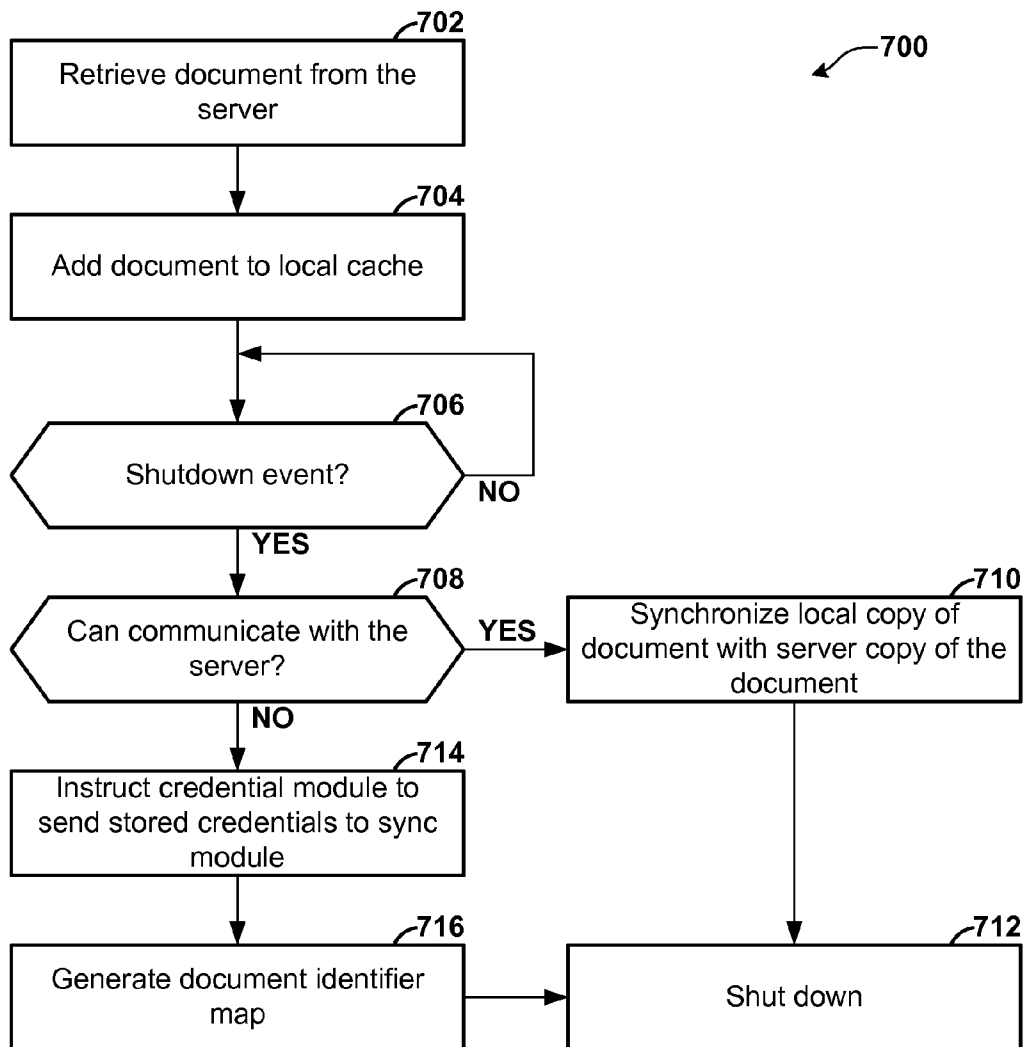 702
700
Retrieve document from the
server
704
Add document to local cache
706
Shutdown event?
NO
YES
708
Can communicate with the
server?
YES
NO
710
Synchronize local copy of
document with server copy of the
document
714
Instruct credential module to
send stored credentials to sync
module
716
Generate document identifier
map
712
Shut down